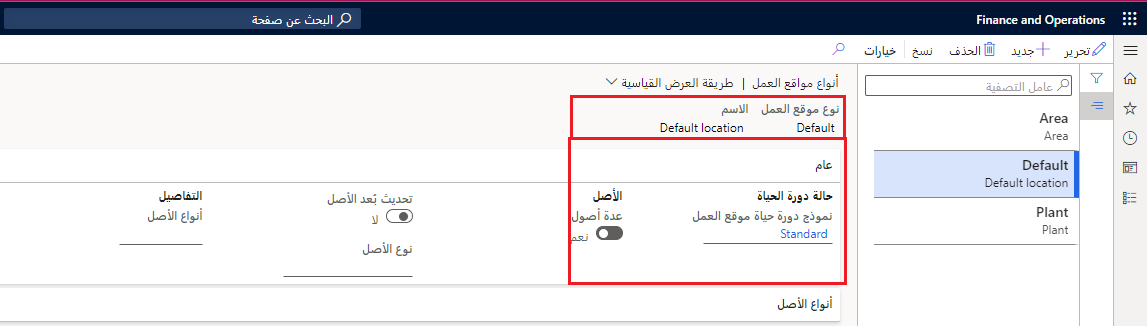 Finance and Operations
البحث عن صفحة
تحرير
جديد
الحذف
نسخ
خيارات
عامل التصفية
Area
Area
Default
Default location
Plant
Plant
أنواع مواقع العمل | طريقة العرض القياسية
نوع موقع العمل الاسم
Default Default location
عام
حالة دورة الحياة
نموذج دورة حياة موقع العمل
Standard
الأصل
عدة أصول
نعم
تحديث بُعد الأصل
لا
نوع الأصل
التفاصيل
أنواع الأصل
أنواع الأصل